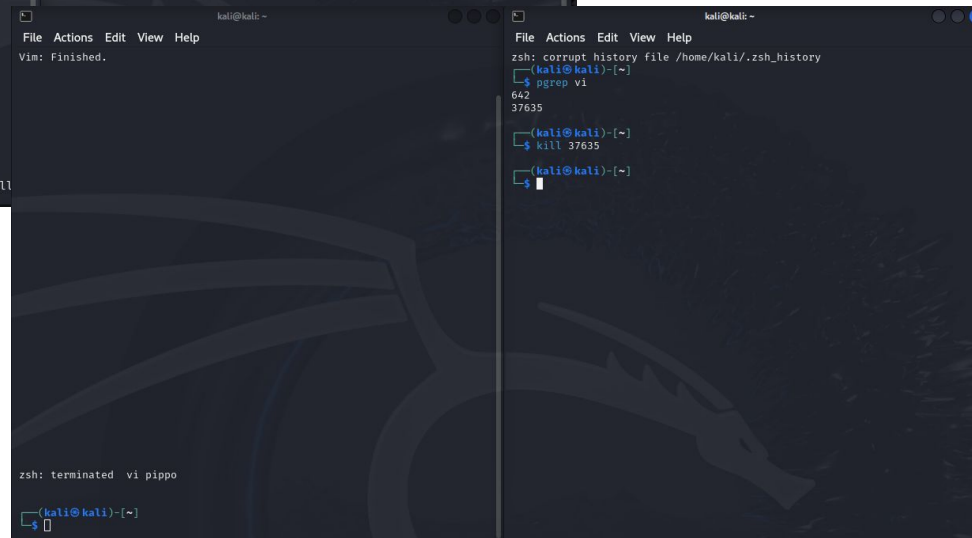 kali@kali: ~
File Actions Edit View Help
Vim: Finished.
zsh: terminated  vi pippo
┌──(kali㉿kali)-[~]
└─$
kali@kali: ~
File Actions Edit View Help
zsh: corrupt history file /home/kali/.zsh_history
┌──(kali㉿kali)-[~]
└─$ pgrep vi
642
37635
┌──(kali㉿kali)-[~]
└─$ kill 37635
┌──(kali㉿kali)-[~]
└─$